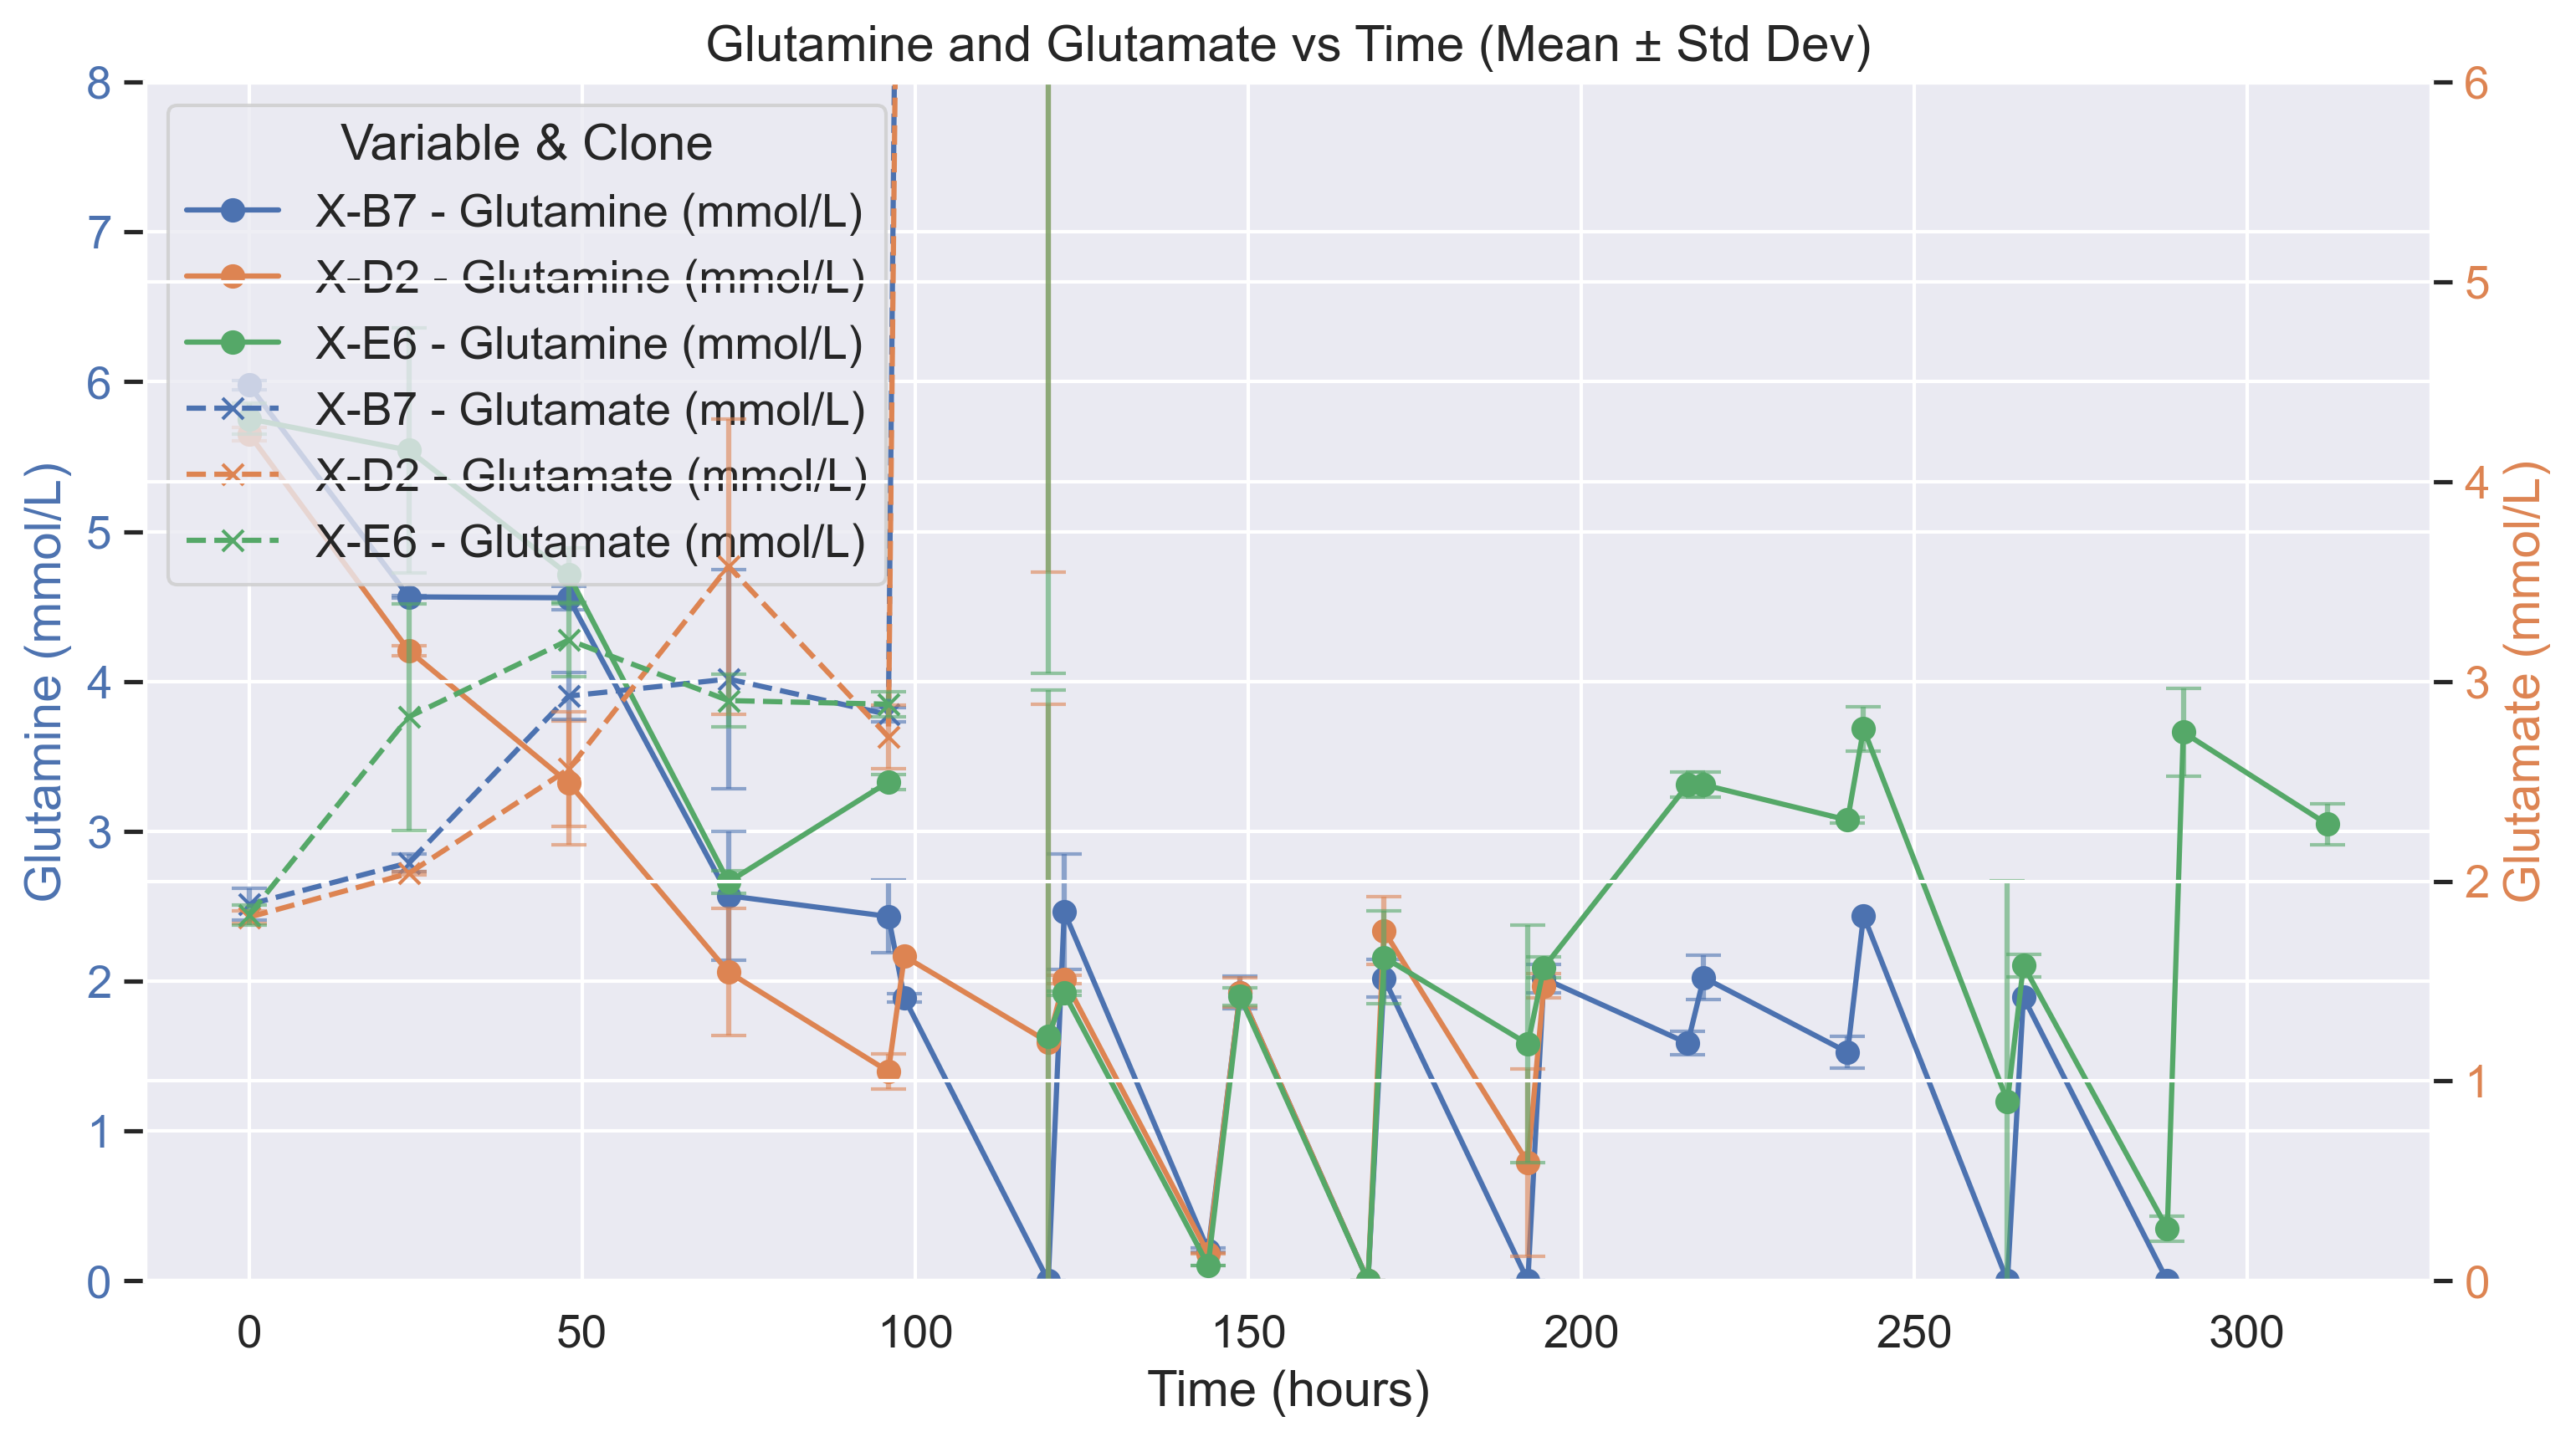 Glutamine and Glutamate vs Time (Mean ± Std Dev)
Variable & Clone
X-B7 - Glutamine (mmol/L)
X-D2 - Glutamine (mmol/L)
X-E6 - Glutamine (mmol/L)
X-B7 - Glutamate (mmol/L)
X-D2 - Glutamate (mmol/L)
X-E6 - Glutamate (mmol/L)
Glutamine (mmol/L)
8
7
6
5
4
3
2
1
0
6
5
4
3
2
1
0
Glutamate (mmol/L)
0 50 100 150 200 250 300
Time (hours)